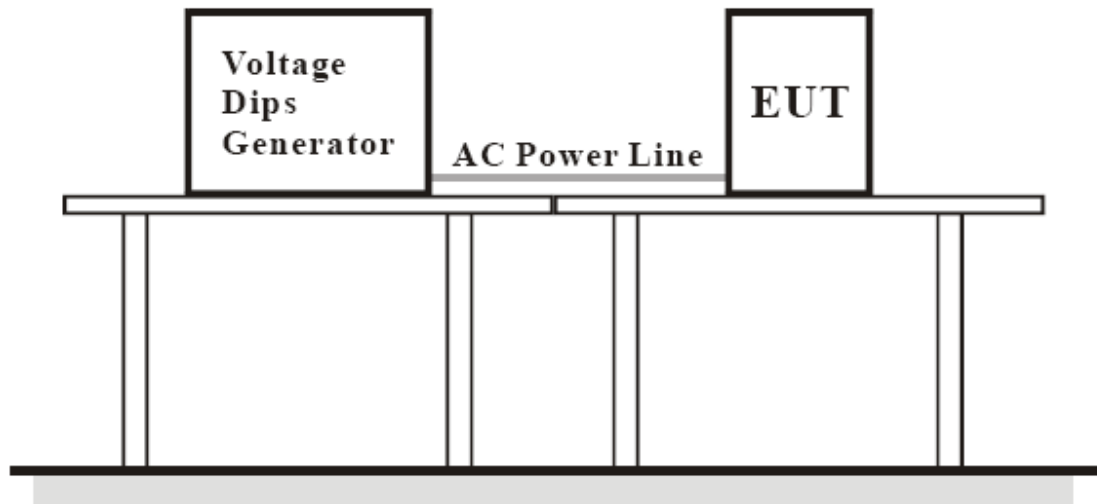 Voltage
Dips
Generator
AC Power Line
EUT